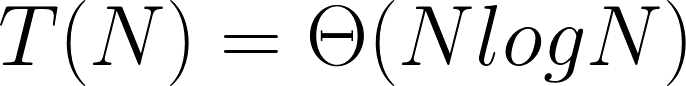 T(N) = Θ(NlogN)